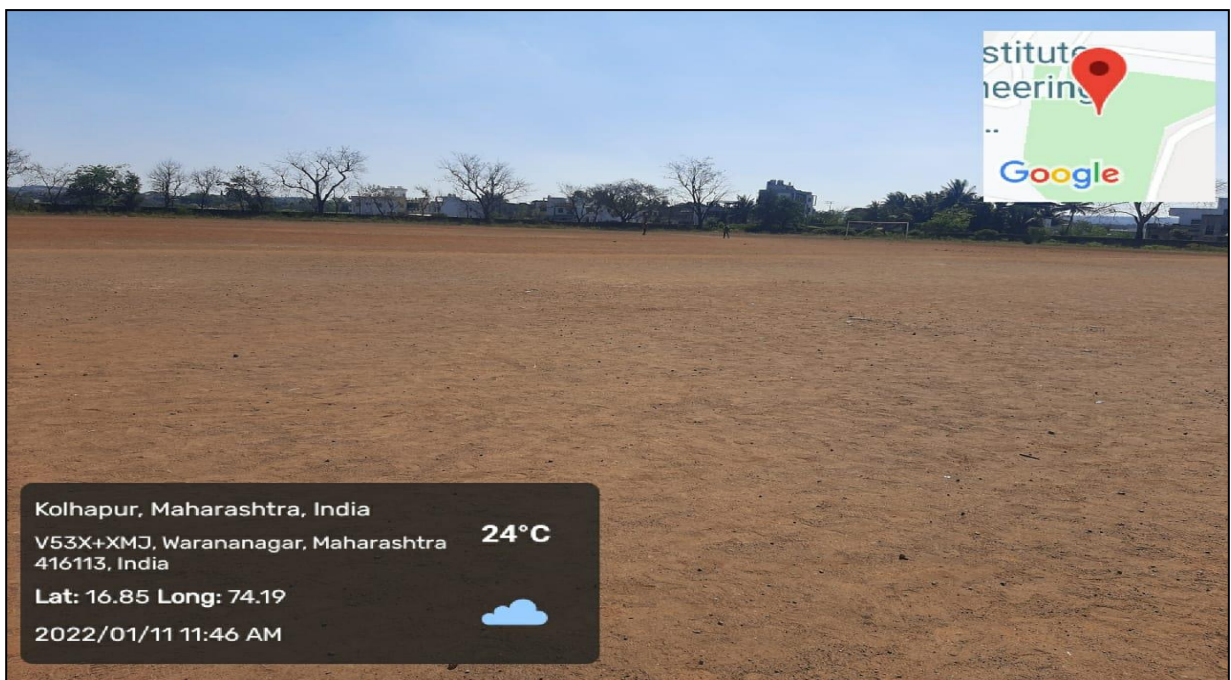 stitute
neering
..
Google
Kolhapur, Maharashtra, India
24°C
V53X+XMJ, Warananagar, Maharashtra
416113, India
Lat: 16.85 Long: 74.19
2022/01/11 11:46 AM